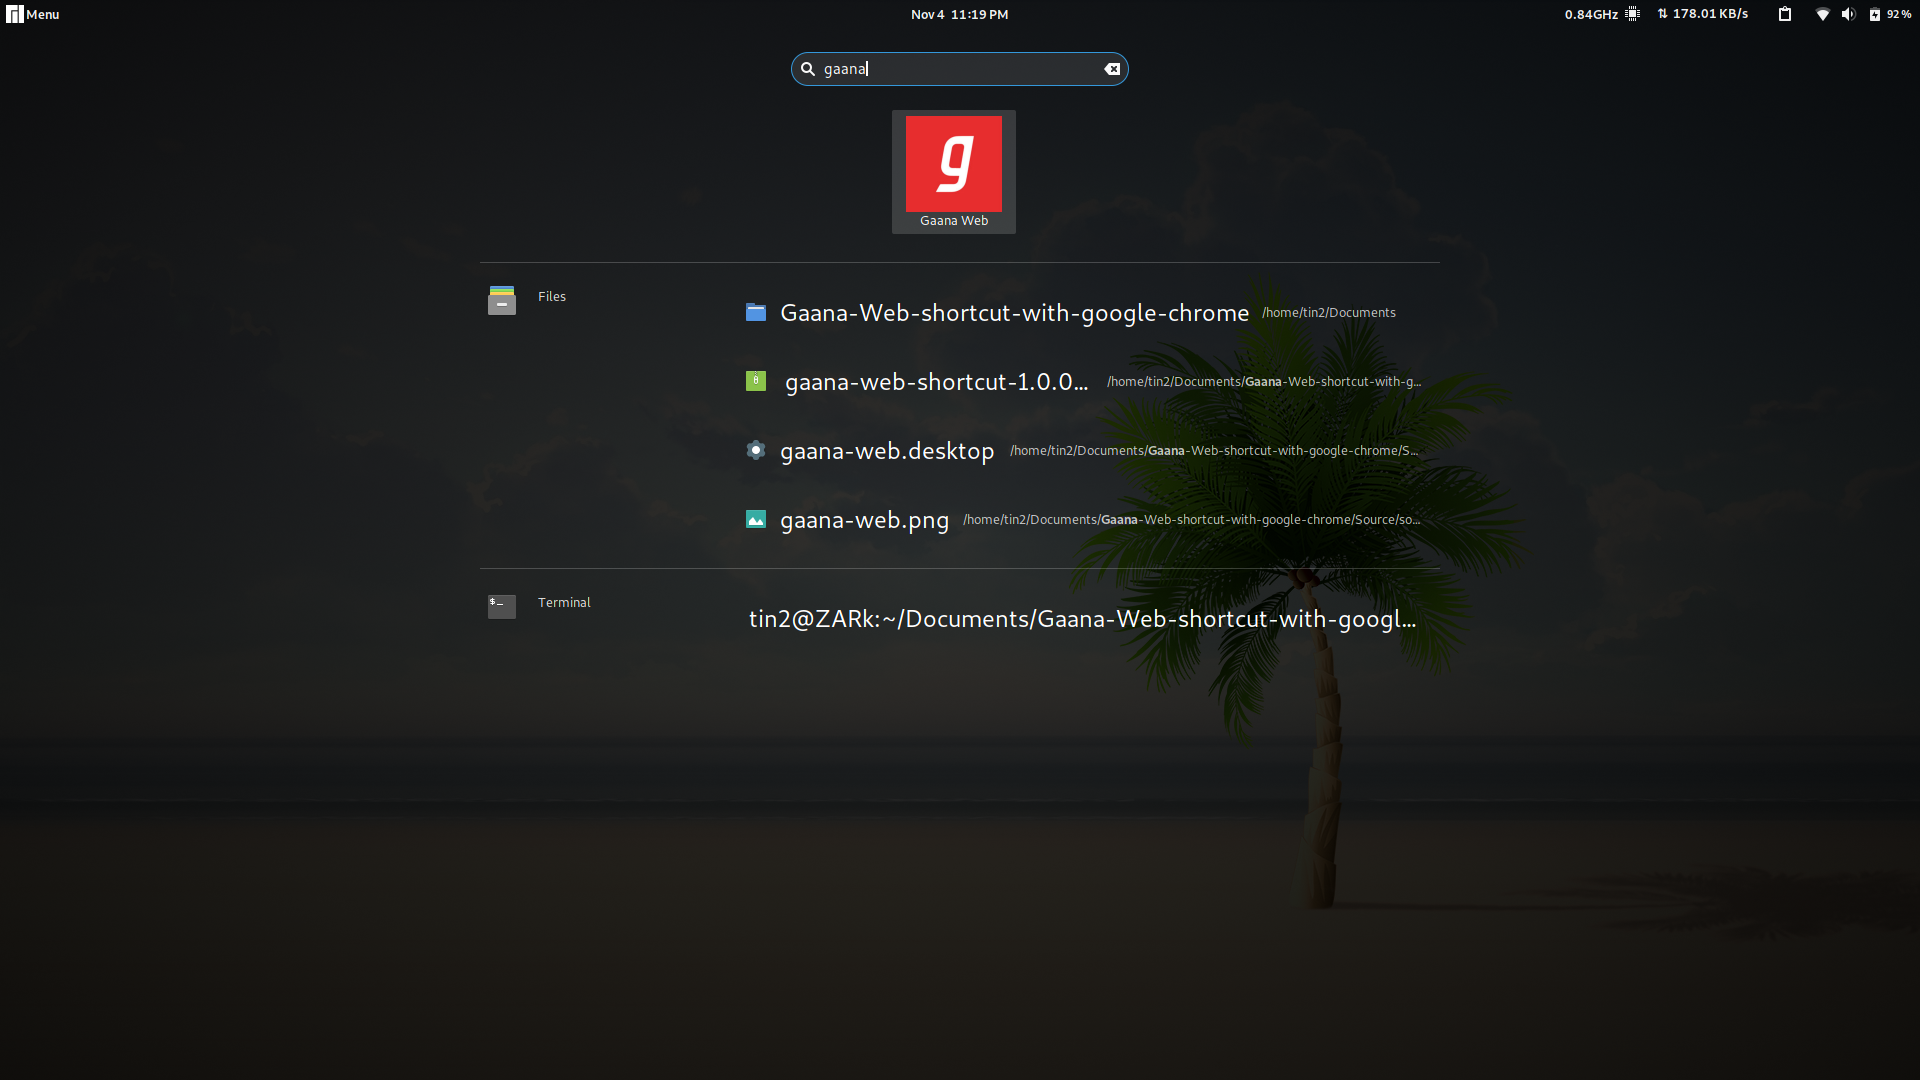 Menu
Nov 4 11:19 PM
0.84GHz
⇅ 178.01 KB/s
92 %
gaana
g
Gaana Web
Files
Gaana-Web-shortcut-with-google-chrome /home/tin2/Documents
gaana-web-shortcut-1.0.0… /home/tin2/Documents/Gaana-Web-shortcut-with-g…
gaana-web.desktop /home/tin2/Documents/Gaana-Web-shortcut-with-google-chrome/S…
gaana-web.png /home/tin2/Documents/Gaana-Web-shortcut-with-google-chrome/Source/so…
$_
Terminal
tin2@ZARk:~/Documents/Gaana-Web-shortcut-with-googl…